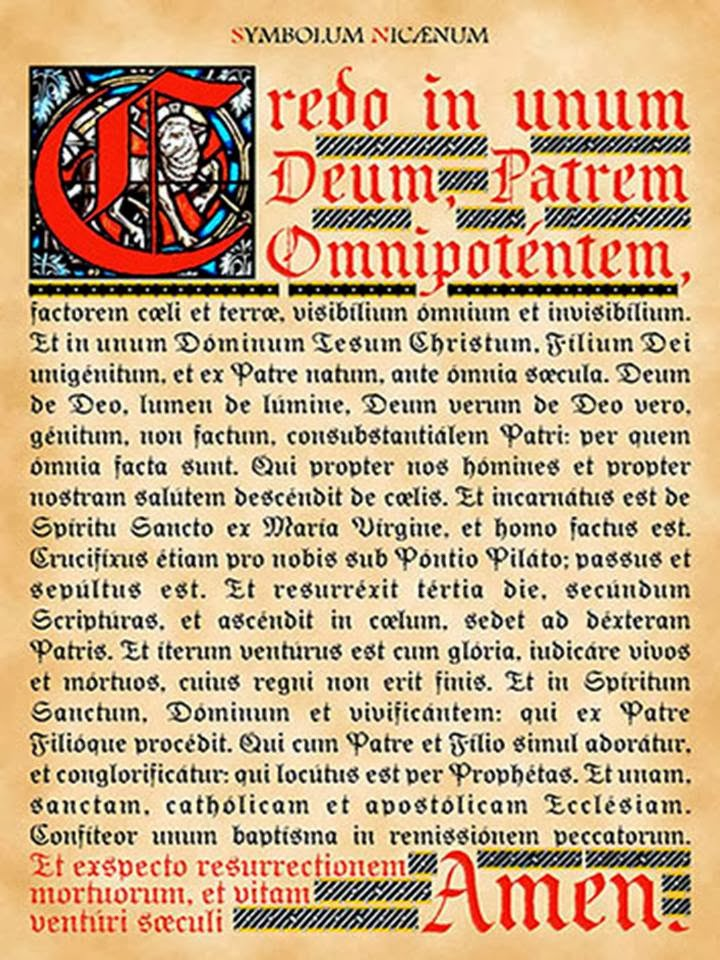 SYMBOLUM NICÆNUM
Credo in unum
Deum, Patrem
Omnipoténtem,
factorem cœli et terræ, visibílium ómnium et invisibílium.
Et in unum Dóminum Iesum Christum, Fílium Dei
unigénitum, et ex Patre natum, ante ómnia sæcula. Deum
de Deo, lumen de lúmine, Deum verum de Deo vero,
génitum, non factum, consubstantiálem Patri: per quem
ómnia facta sunt. Qui propter nos hómines et propter
nostram salútem descéndit de cœlis. Et incarnátus est de
Spíritu Sancto ex María Vírgine, et homo factus est.
Crucifíxus étiam pro nobis sub Póntio Piláto; passus et
sepúltus est. Et resurréxit tértia die, secúndum
Scriptúras, et ascéndit in cœlum, sedet ad déxteram
Patris. Et íterum ventúrus est cum glória, iudicáre vivos
et mórtuos, cuius regni non erit finis. Et in Spíritum
Sanctum, Dóminum et vivificántem: qui ex Patre
Filióque procédit. Qui cum Patre et Fílio simul adorátur,
et conglorificátur: qui locútus est per Prophétas. Et unam,
sanctam, cathólicam et apostólicam Ecclésiam.
Confíteor unum baptísma in remissiónem peccatorum.
Et exspecto resurrectionem
mortuorum, et vitam
ventúri sæculi
Amen.